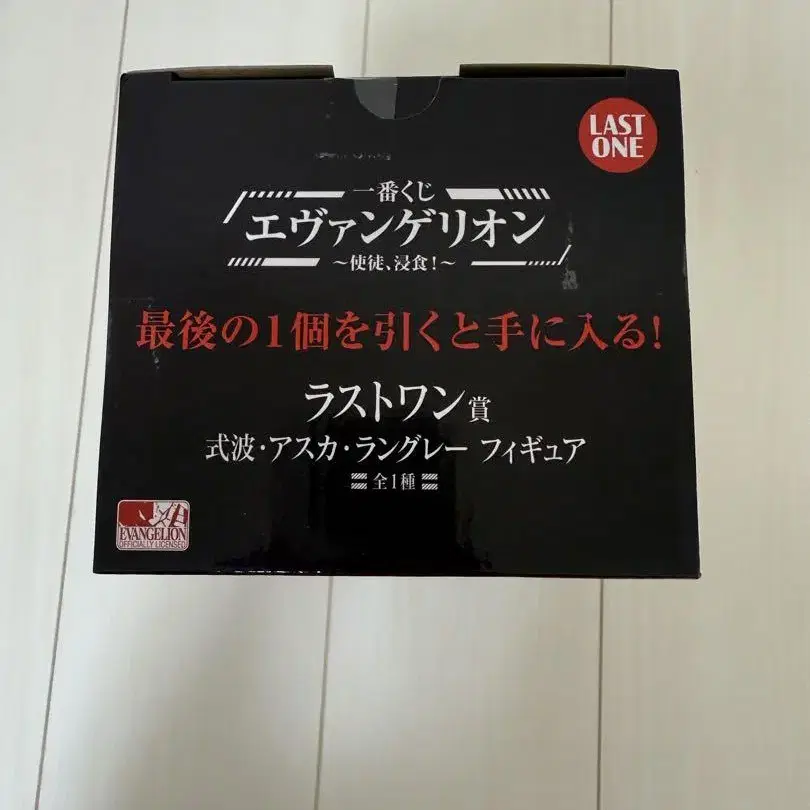 LAST
ONE
一番くじ
エヴァンゲリオン
～使徒、浸食!～
最後の1個を引くと手に入る!
ラストワン賞
式波・アスカ・ラングレー フィギュア
全1種
EVANGELION
OFFICIALLY LICENSED